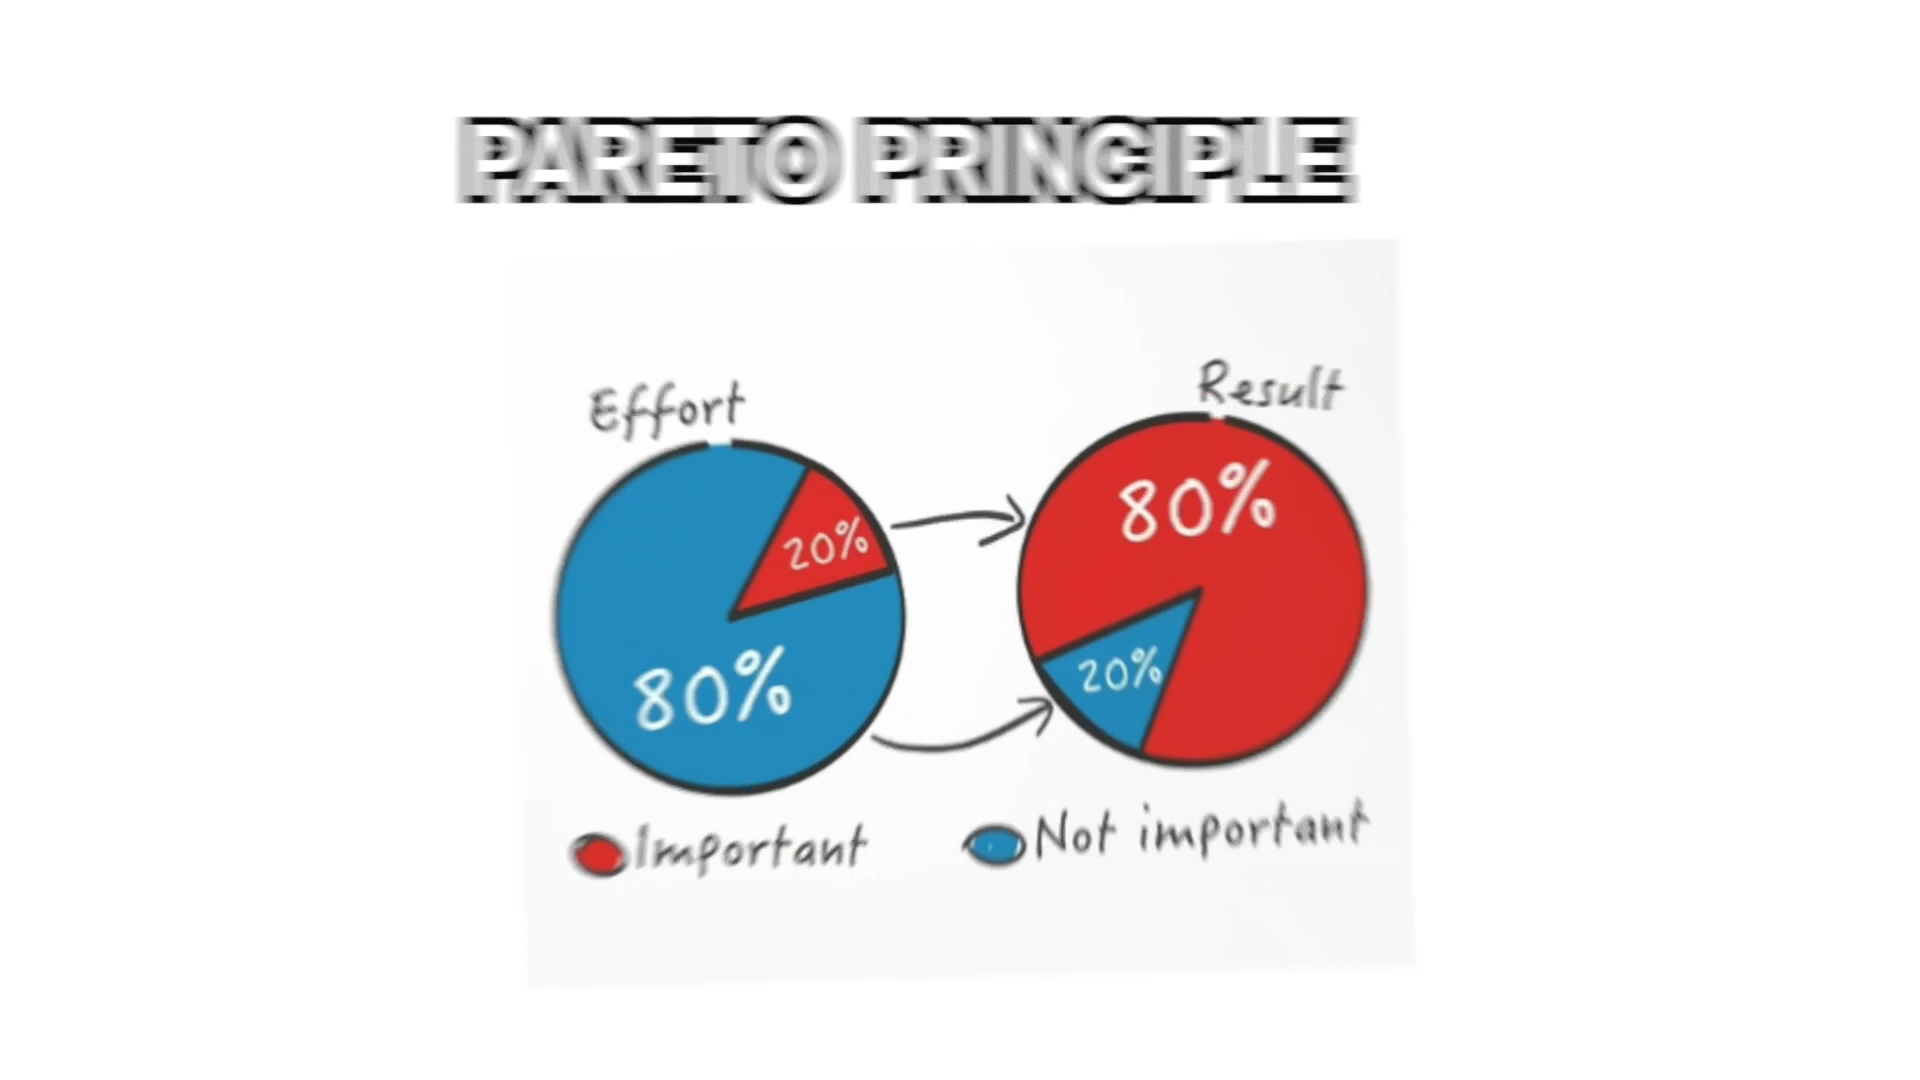 PARETO PRINCIPLE
Effort
Result
20%
80%
80%
20%
Important
Not important